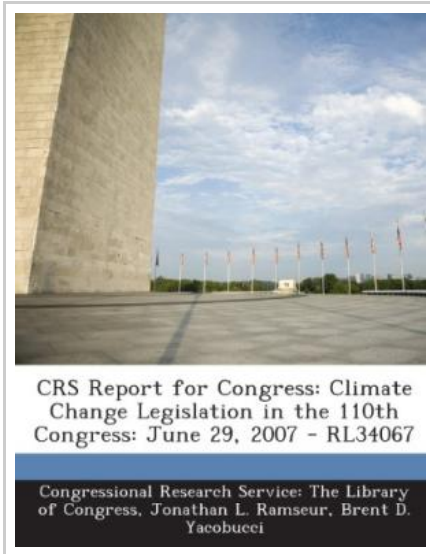 CRS Report for Congress: Climate
Change Legislation in the 110th
Congress: June 29, 2007 - RL34067
Congressional Research Service: The Library
of Congress, Jonathan L. Ramseur, Brent D.
Yacobucci